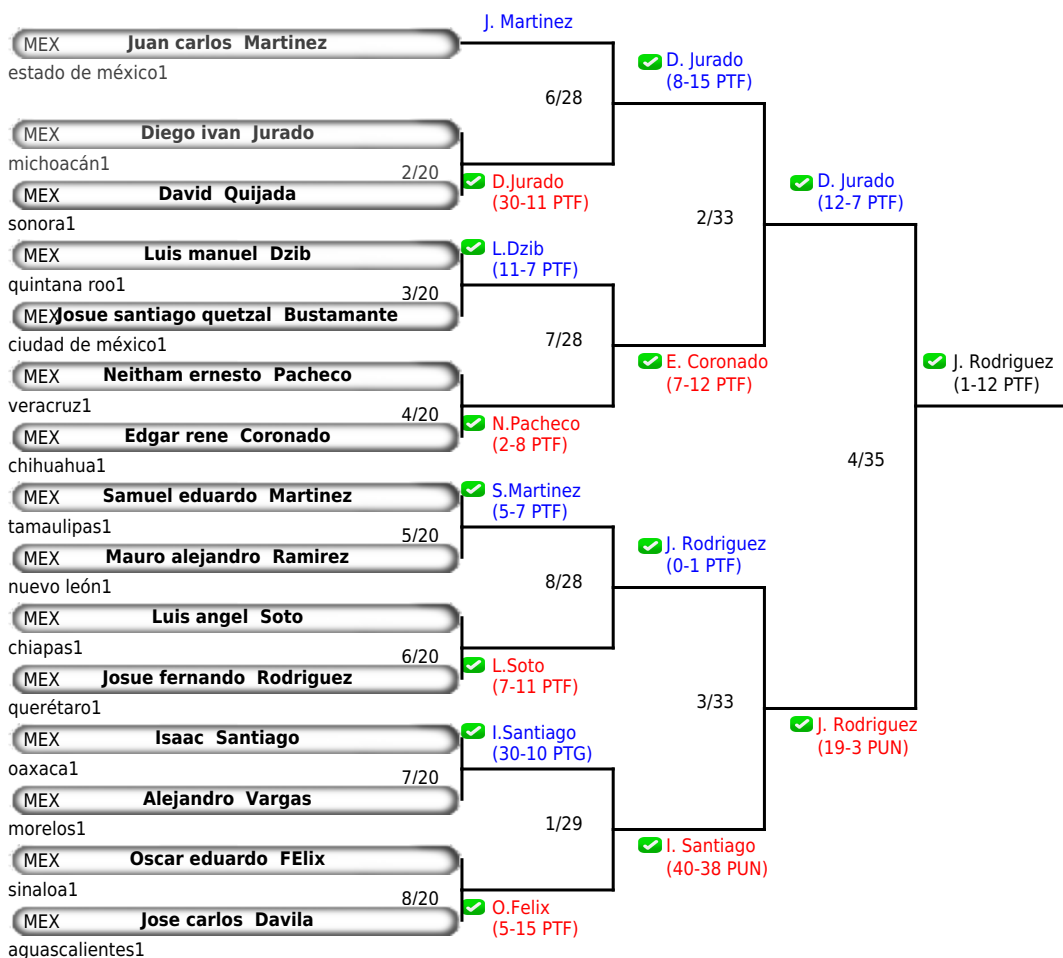 J. Martinez
MEX Juan carlos Martinez
estado de méxico1
D. Jurado
(8-15 PTF)
6/28
MEX Diego ivan Jurado
michoacán1
2/20
D.Jurado
(30-11 PTF)
MEX David Quijada
sonora1
D. Jurado
(12-7 PTF)
2/33
MEX Luis manuel Dzib
L.Dzib
(11-7 PTF)
quintana roo1
3/20
MEX Josue santiago quetzal Bustamante
ciudad de méxico1
7/28
E. Coronado
(7-12 PTF)
J. Rodriguez
(1-12 PTF)
MEX Neitham ernesto Pacheco
veracruz1
4/20
N.Pacheco
(2-8 PTF)
MEX Edgar rene Coronado
chihuahua1
4/35
MEX Samuel eduardo Martinez
S.Martinez
(5-7 PTF)
tamaulipas1
5/20
MEX Mauro alejandro Ramirez
nuevo león1
J. Rodriguez
(0-1 PTF)
8/28
MEX Luis angel Soto
chiapas1
6/20
L.Soto
(7-11 PTF)
MEX Josue fernando Rodriguez
querétaro1
3/33
J. Rodriguez
(19-3 PUN)
MEX Isaac Santiago
I.Santiago
(30-10 PTG)
oaxaca1
7/20
MEX Alejandro Vargas
morelos1
1/29
I. Santiago
(40-38 PUN)
MEX Oscar eduardo FElix
sinaloa1
8/20
O.Felix
(5-15 PTF)
MEX Jose carlos Davila
aguascalientes1